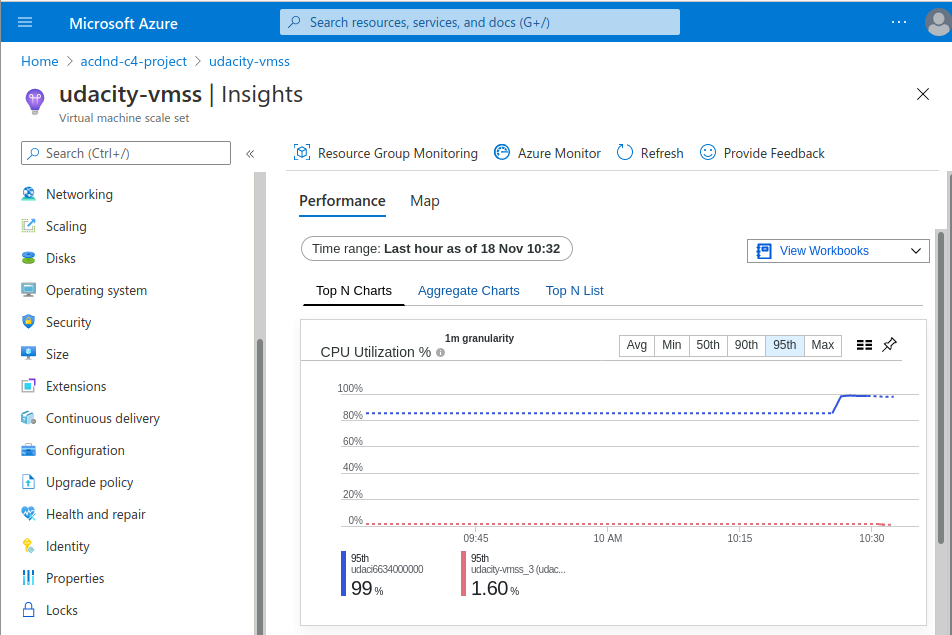 Microsoft Azure
Search resources, services, and docs (G+/)
...
Home > acdnd-c4-project > udacity-vmss
udacity-vmss | Insights
Virtual machine scale set
Search (Ctrl+/)
«
Resource Group Monitoring
Azure Monitor
Refresh
Provide Feedback
Networking
Scaling
Disks
Operating system
Security
Size
Extensions
Continuous delivery
Configuration
Upgrade policy
Health and repair
Identity
Properties
Locks
Performance
Map
Time range: Last hour as of 18 Nov 10:32
View Workbooks
Top N Charts
Aggregate Charts
Top N List
1m granularity
CPU Utilization %
Avg
Min
50th
90th
95th
Max
100%
80%
60%
40%
20%
0%
09:45
10 AM
10:15
10:30
95th
udaci6634000000
99 %
95th
udacity-vmss_3 (udac...
1.60 %